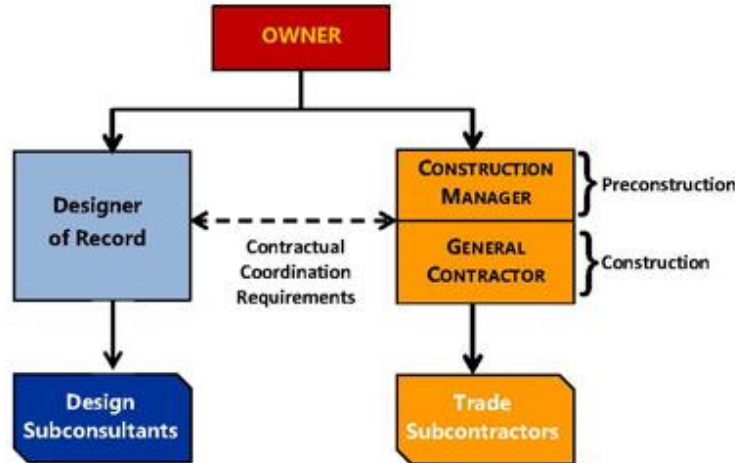 OWNER
Designer
of Record
CONSTRUCTION
MANAGER
Preconstruction
Contractual
Coordination
Requirements
GENERAL
CONTRACTOR
Construction
Design
Subconsultants
Trade
Subcontractors